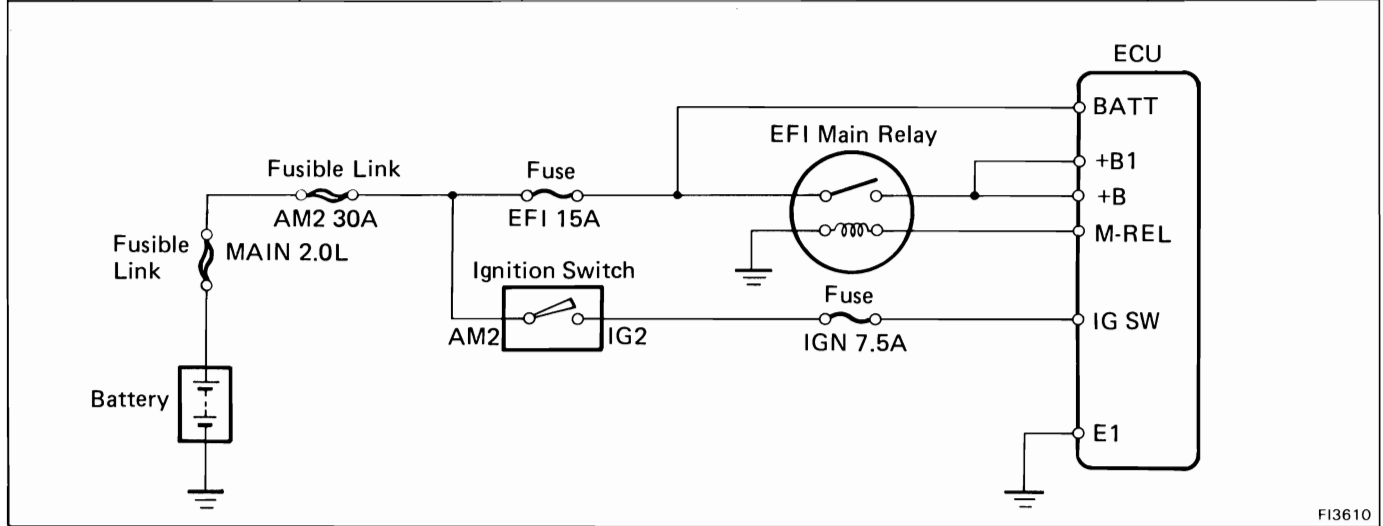 ECU
BATT
EFI Main Relay
+B1
Fusible Link
Fuse
+B
AM2 30A
EFI 15A
M-REL
Fusible
Link
MAIN 2.0L
Ignition Switch
Fuse
AM2
IG2
IGN 7.5A
IG SW
Battery
E1
FI3610